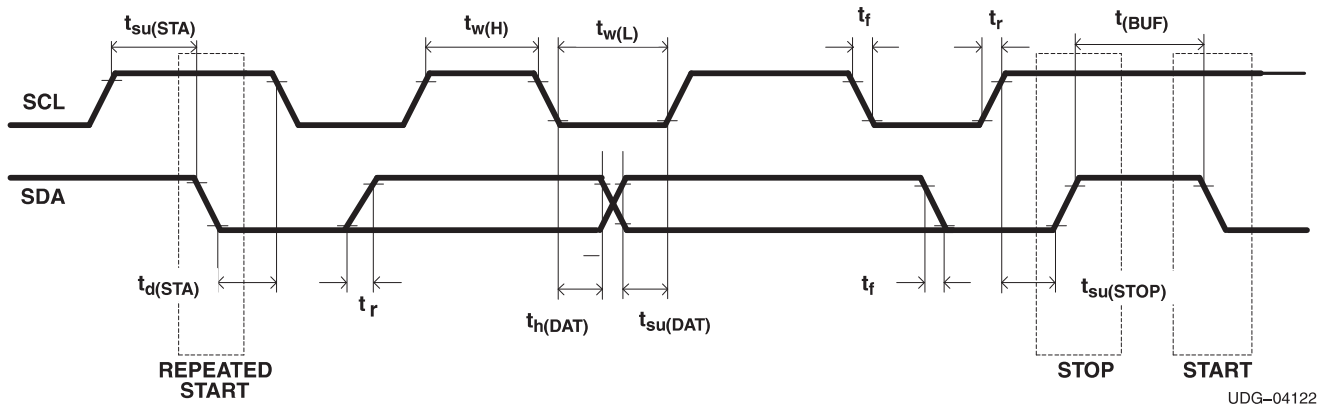 tsu(STA)
tw(H)
tw(L)
tf
tr
t(BUF)
SCL
SDA
td(STA)
tr
th(DAT)
tsu(DAT)
tf
tsu(STOP)
REPEATED
START
STOP
START
UDG–04122